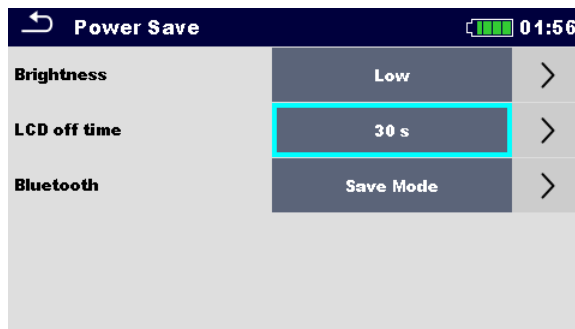 Power Save 01:56
Brightness Low
LCD off time 30 s
Bluetooth Save Mode